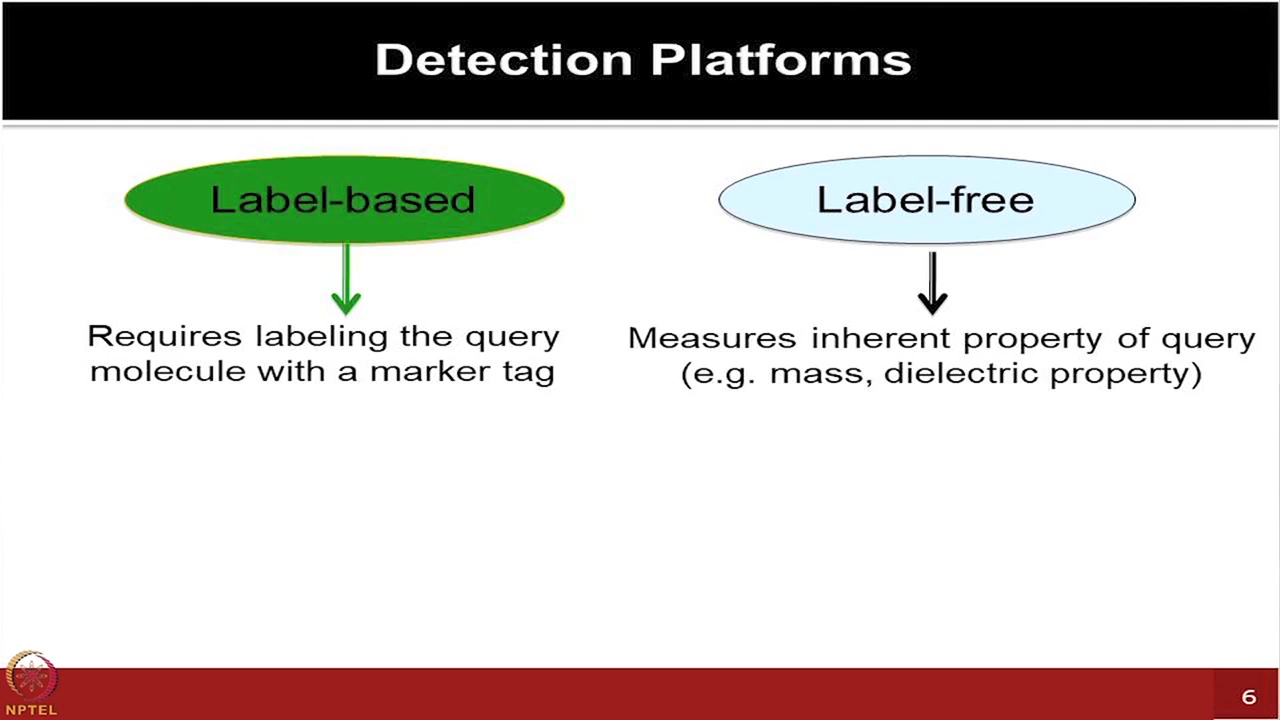 Detection Platforms
Label-based
Label-free
Requires labeling the query
molecule with a marker tag
Measures inherent property of query
(e.g. mass, dielectric property)
NPTEL
6